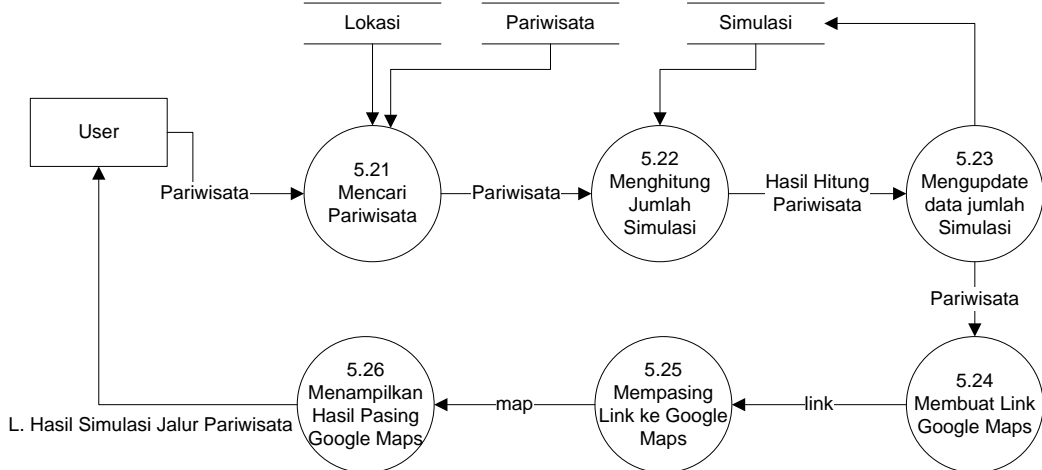 Lokasi
Pariwisata
Simulasi
User
5.21
Mencari
Pariwisata
5.22
Menghitung
Jumlah
Simulasi
5.23
Mengupdate
data jumlah
Simulasi
Pariwisata
Pariwisata
Hasil Hitung
Pariwisata
Pariwisata
5.26
Menampilkan
Hasil Pasing
Google Maps
5.25
Mempasing
Link ke Google
Maps
5.24
Membuat Link
Google Maps
map
link
L. Hasil Simulasi Jalur Pariwisata